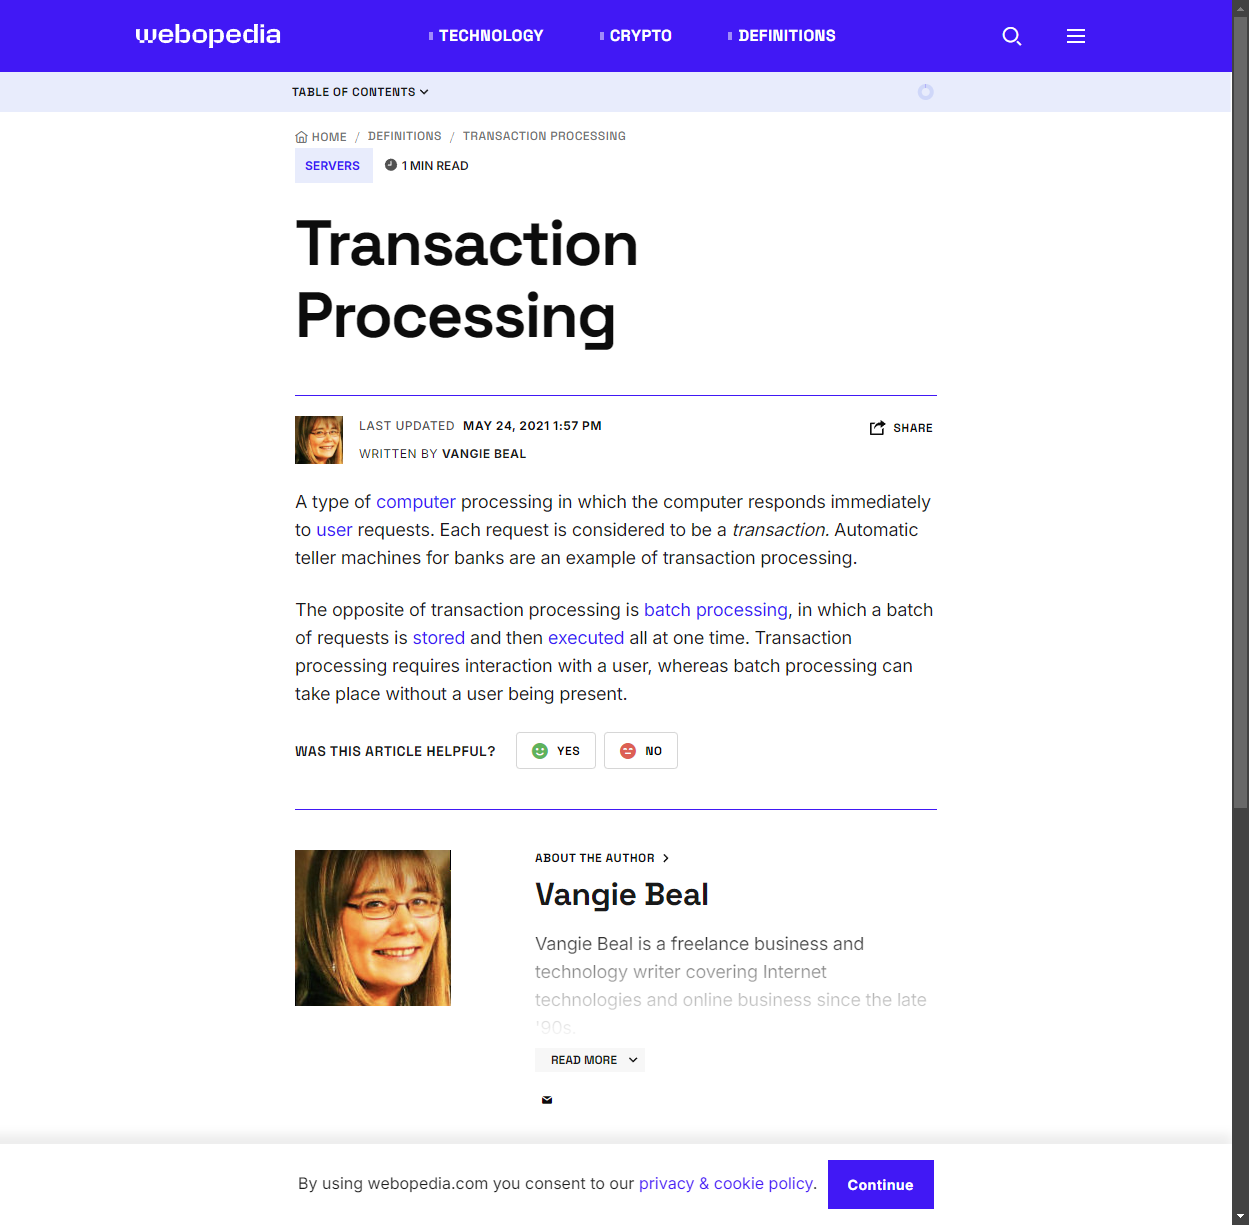 webopedia
TECHNOLOGY
CRYPTO
DEFINITIONS
TABLE OF CONTENTS
HOME / DEFINITIONS / TRANSACTION PROCESSING
SERVERS
1 MIN READ
Transaction
Processing
LAST UPDATED MAY 24, 2021 1:57 PM
SHARE
WRITTEN BY VANGIE BEAL
A type of computer processing in which the computer responds immediately
to user requests. Each request is considered to be a transaction. Automatic
teller machines for banks are an example of transaction processing.
The opposite of transaction processing is batch processing, in which a batch
of requests is stored and then executed all at one time. Transaction
processing requires interaction with a user, whereas batch processing can
take place without a user being present.
WAS THIS ARTICLE HELPFUL?
YES
NO
ABOUT THE AUTHOR
Vangie Beal
Vangie Beal is a freelance business and
technology writer covering Internet
technologies and online business since the late
'90s.
READ MORE
By using webopedia.com you consent to our privacy & cookie policy.
Continue